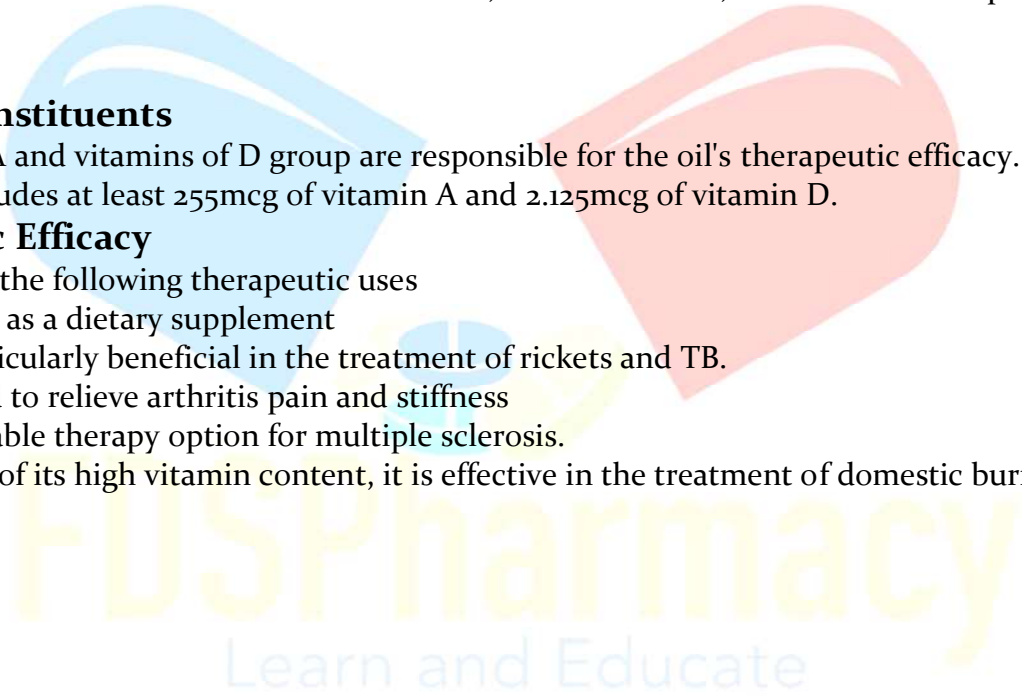 nstituents
A and vitamins of D group are responsible for the oil's therapeutic efficacy.
udes at least 255mcg of vitamin A and 2.125mcg of vitamin D.
c Efficacy
the following therapeutic uses
as a dietary supplement
icularly beneficial in the treatment of rickets and TB.
to relieve arthritis pain and stiffness
able therapy option for multiple sclerosis.
of its high vitamin content, it is effective in the treatment of domestic bur
FDSPharmacy
Learn and Educate